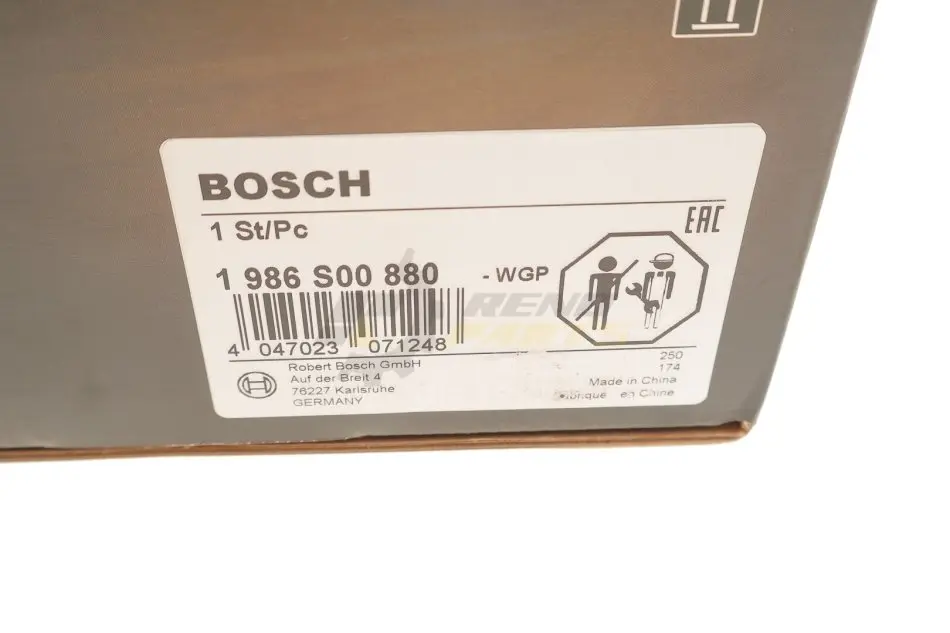 BOSCH
EAC
1 St/Pc
1 986 S00 880
- WGP
4 047023 071248
Robert Bosch GmbH
Auf der Breit 4
76227 Karlsruhe
GERMANY
250
174
Made in China
en Chine
PARTS